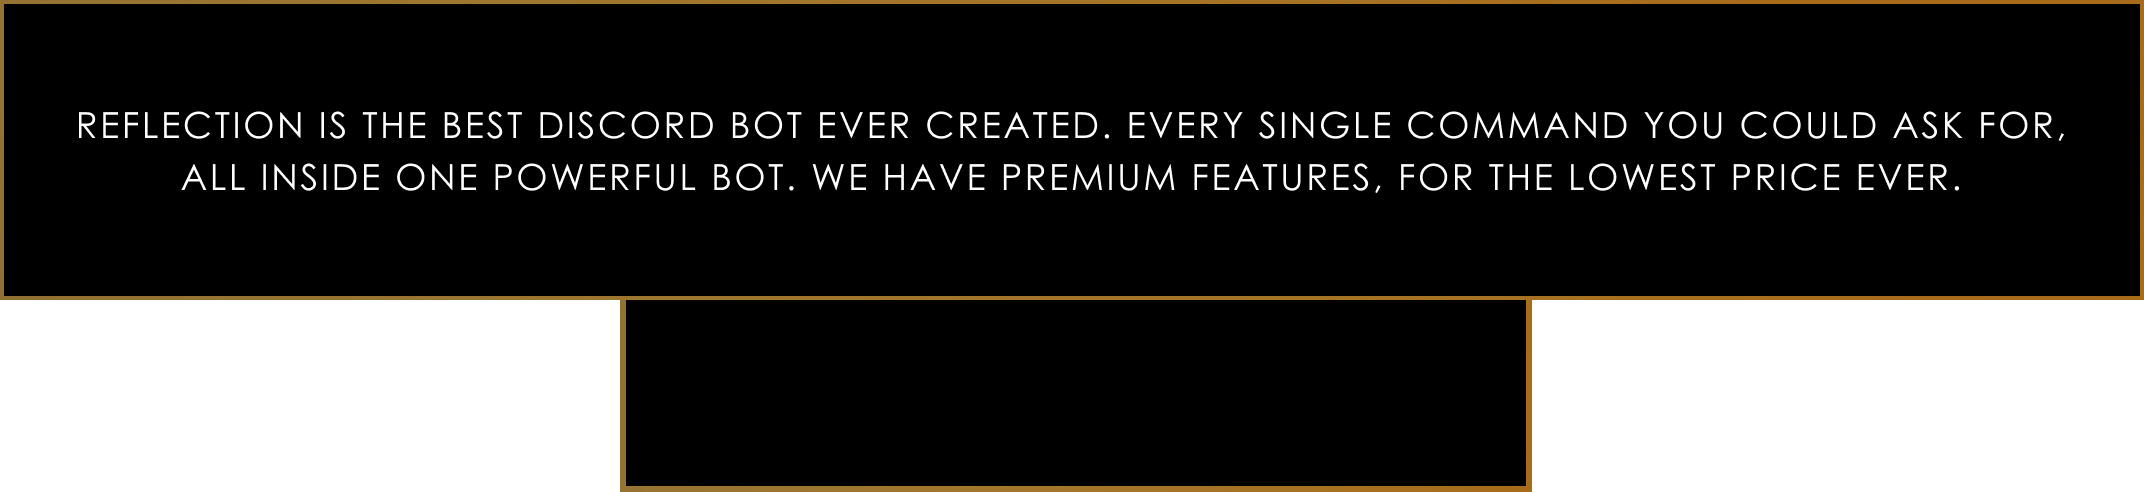 REFLECTION IS THE BEST DISCORD BOT EVER CREATED. EVERY SINGLE COMMAND YOU COULD ASK FOR,
ALL INSIDE ONE POWERFUL BOT. WE HAVE PREMIUM FEATURES, FOR THE LOWEST PRICE EVER.